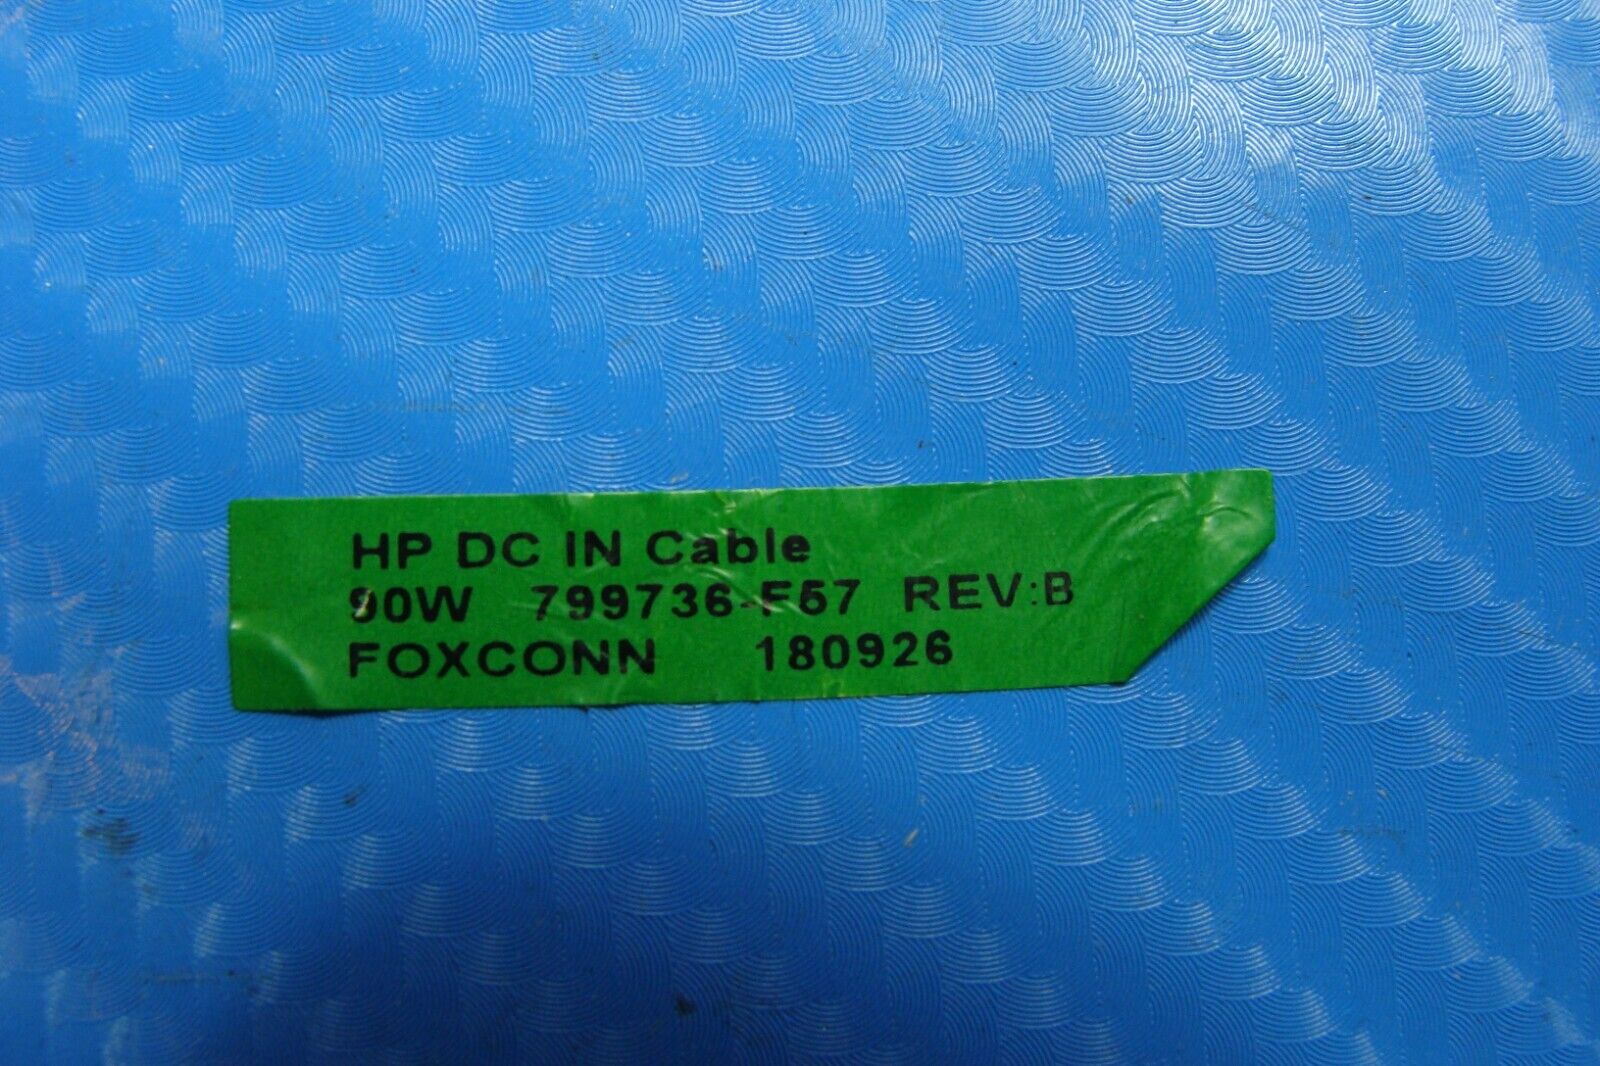 HP DC IN Cable
90W 799736-F57 REV:B
FOXCONN 180926